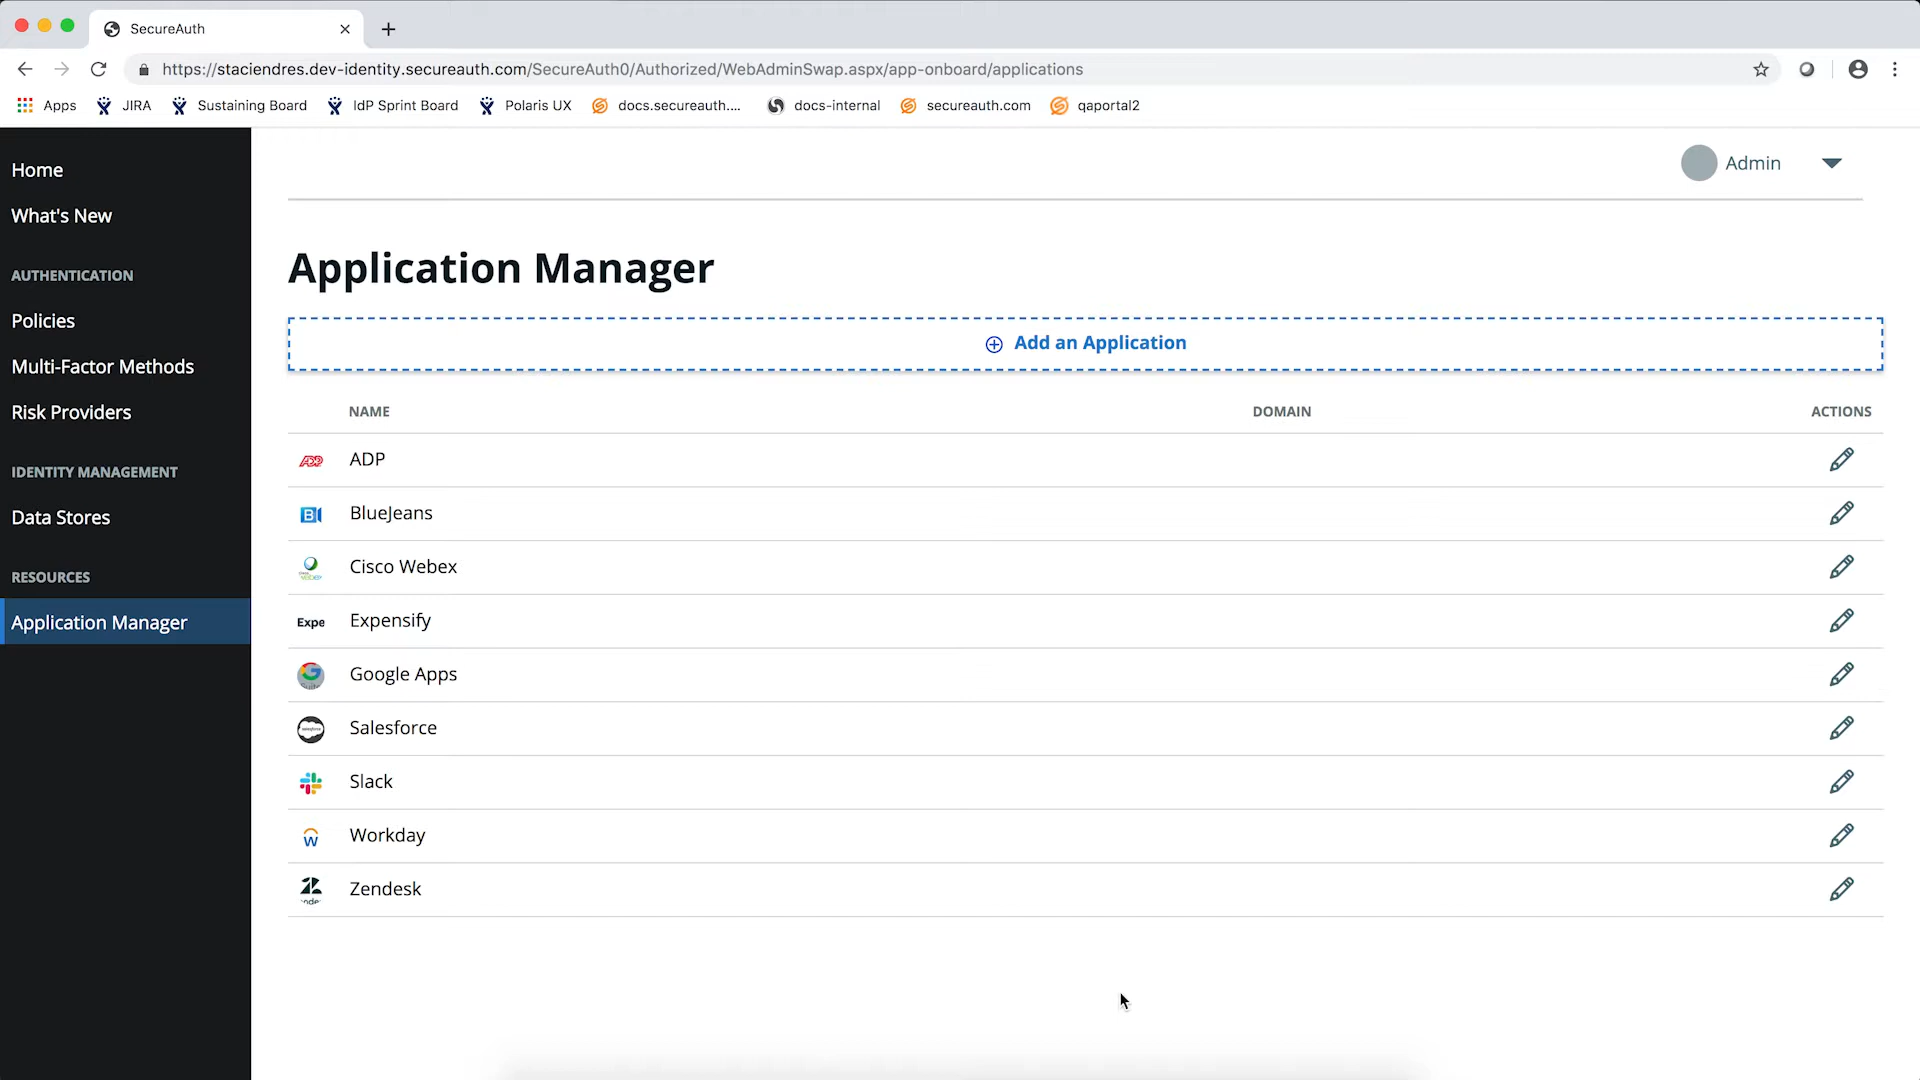 SecureAuth
https://staciendres.dev-identity.secureauth.com/SecureAuth0/Authorized/WebAdminSwap.aspx/app-onboard/applications
Apps JIRA Sustaining Board IdP Sprint Board Polaris UX docs.secureauth.... docs-internal secureauth.com qaportal2
Home
What's New
AUTHENTICATION
Policies
Multi-Factor Methods
Risk Providers
IDENTITY MANAGEMENT
Data Stores
RESOURCES
Application Manager
Admin
Application Manager
Add an Application
NAME DOMAIN ACTIONS
ADP ADP
BlueJeans
Cisco Webex
Expe Expensify
Google Apps
salesforce Salesforce
Slack
W Workday
Zendesk